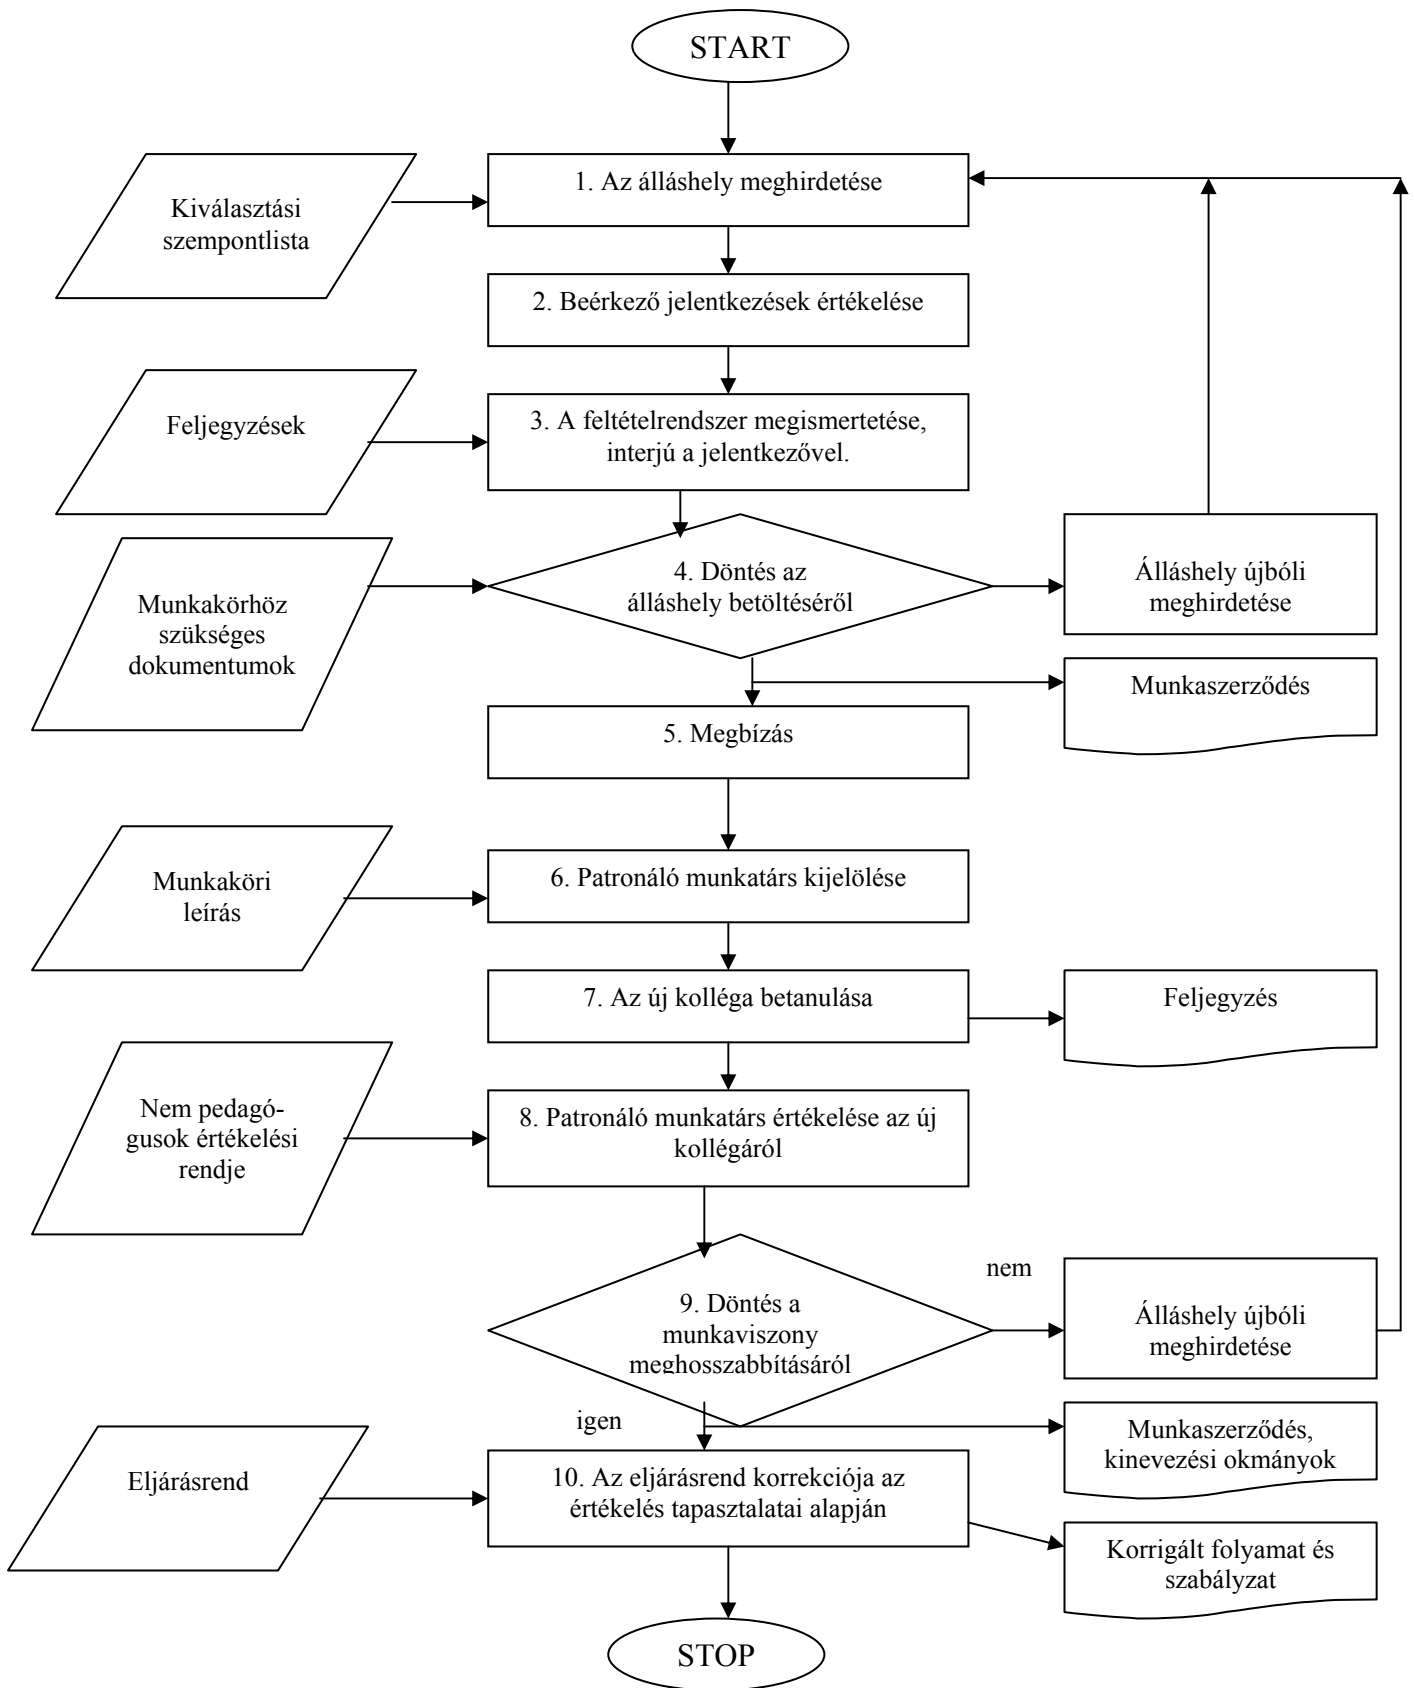 START
1. Az álláshely meghirdetése
Kiválasztási
szempontlista
2. Beérkező jelentkezések értékelése
Feljegyzések
3. A feltételrendszer megismertetése,
interjú a jelentkezővel.
4. Döntés az
álláshely betöltéséről
Álláshely újbóli
meghirdetése
Munkakörhöz
szükséges
dokumentumok
Munkaszerződés
5. Megbízás
6. Patronáló munkatárs kijelölése
Munkaköri
leírás
7. Az új kolléga betanulása
Feljegyzés
Nem pedagó-
gusok értékelési
rendje
8. Patronáló munkatárs értékelése az új
kollégáról
nem
9. Döntés a
munkaviszony
meghosszabbításáról
Álláshely újbóli
meghirdetése
igen
Munkaszerződés,
kinevezési okmányok
Eljárásrend
10. Az eljárásrend korrekciója az
értékelés tapasztalatai alapján
Korrigált folyamat és
szabályzat
STOP